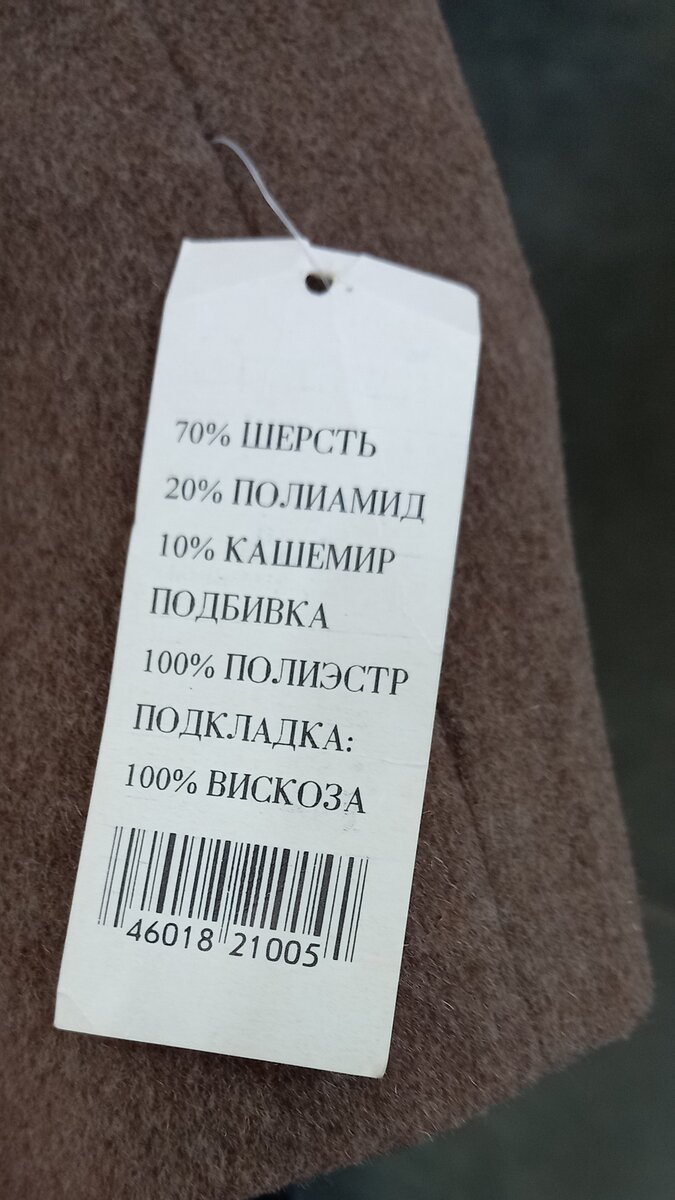 70% ШЕРСТЬ
20% ПОЛИАМИД
10% КАШЕМИР
ПОДБИВКА
100% ПОЛИЭСТР
ПОДКЛАДКА:
100% ВИСКОЗА
46018 21005